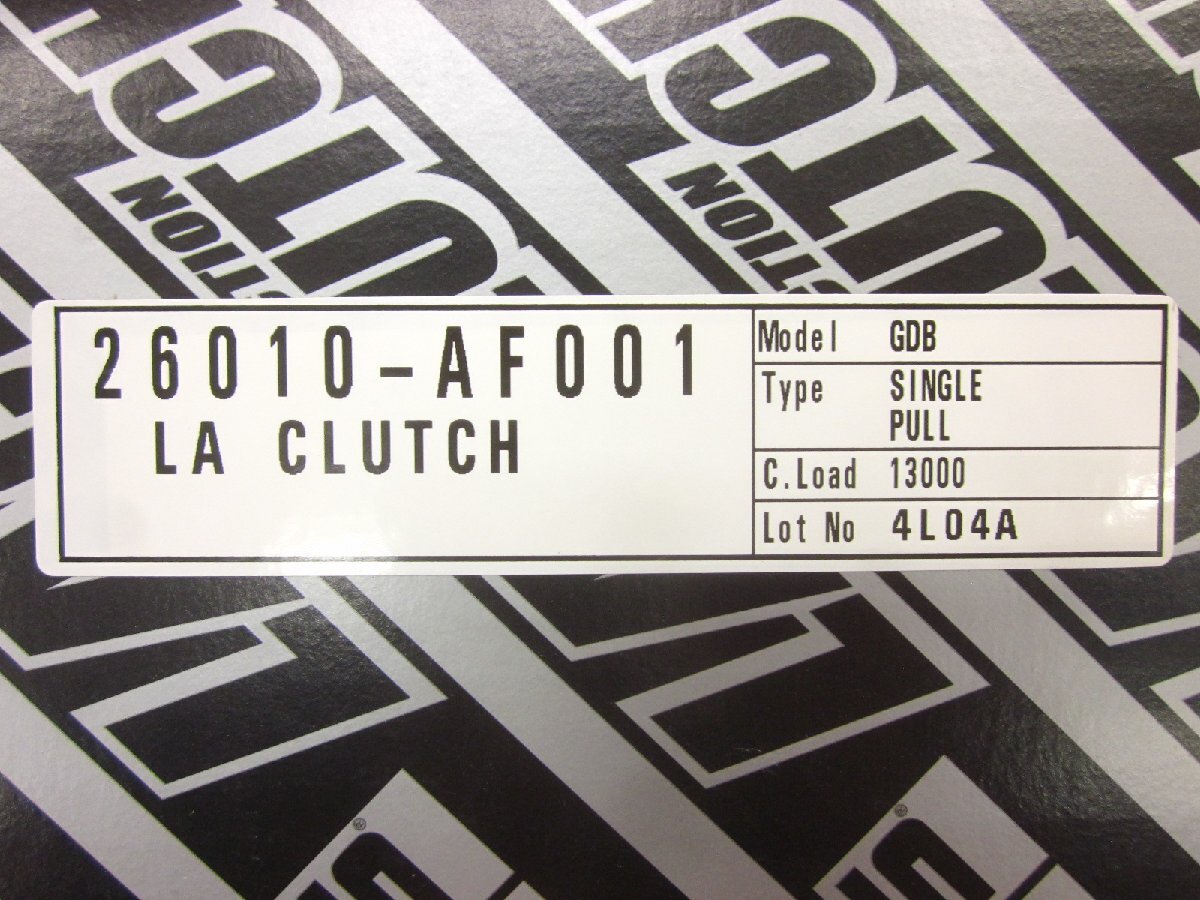 26010-AF001
LA CLUTCH
Model GDB
Type SINGLE
PULL
C.Load 13000
Lot No 4L04A